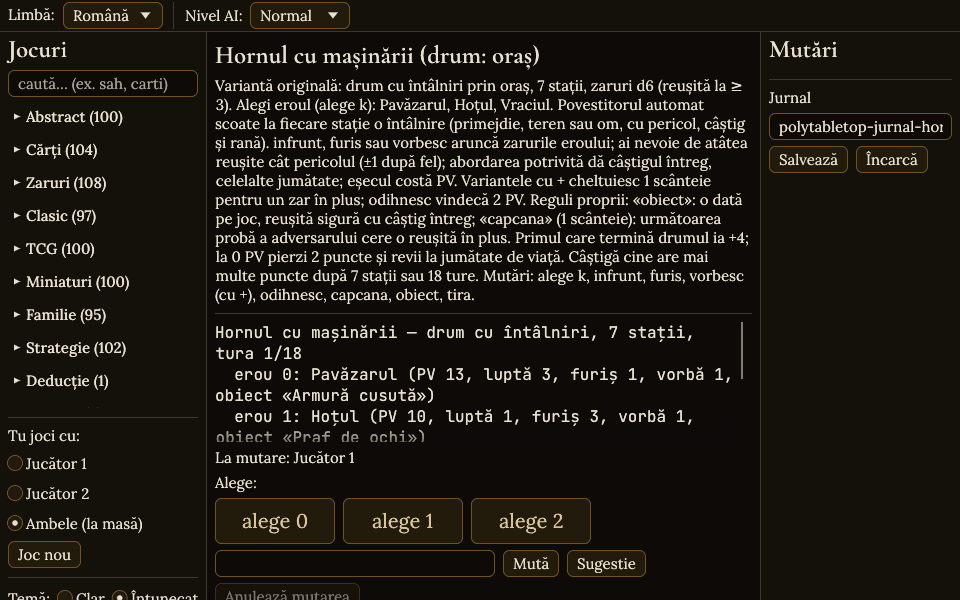 Limbă: Română ▼ Nivel AI: Normal ▼
Jocuri
caută... (ex. sah, carti)
▸ Abstract (100)
▸ Cărți (104)
▸ Zaruri (108)
▸ Clasic (97)
▸ TCG (100)
▸ Miniaturi (100)
▸ Familie (95)
▸ Strategie (102)
▸ Deducție (1)
Tu joci cu:
Jucător 1
Jucător 2
Ambele (la masă)
Joc nou
Temă: Clar Întunecat
Hornul cu mașinării (drum: oraș)
Variantă originală: drum cu întâlniri prin oraș, 7 stații, zaruri d6 (reușită la ≥
3). Alegi eroul (alege k): Pavăzarul, Hoțul, Vraciul. Povestitorul automat
scoate la fiecare stație o întâlnire (primejdie, teren sau om, cu pericol, câștig
și rană). infrunt, furis sau vorbesc aruncă zarurile eroului; ai nevoie de atâtea
reușite cât pericolul (±1 după fel); abordarea potrivită dă câștigul întreg,
celelalte jumătate; eșecul costă PV. Variantele cu + cheltuiesc 1 scânteie
pentru un zar în plus; odihnesc vindecă 2 PV. Reguli proprii: «obiect»: o dată
pe joc, reușită sigură cu câștig întreg; «capcana» (1 scânteie): următoarea
probă a adversarului cere o reușită în plus. Primul care termină drumul ia +4;
la 0 PV pierzi 2 puncte și revii la jumătate de viață. Câștigă cine are mai
multe puncte după 7 stații sau 18 ture. Mutări: alege k, infrunt, furis, vorbesc
(cu +), odihnesc, capcana, obiect, tira.
Hornul cu mașinării — drum cu întâlniri, 7 stații,
tura 1/18
erou 0: Pavăzarul (PV 13, luptă 3, furiș 1, vorbă 1,
obiect «Armură cusută»)
erou 1: Hoțul (PV 10, luptă 1, furiș 3, vorbă 1,
obiect «Praf de ochi»)
La mutare: Jucător 1
Alege:
alege 0 alege 1 alege 2
Mută Sugestie
Anulează mutarea
Mutări
Jurnal
polytabletop-jurnal-hor
Salvează Încarcă